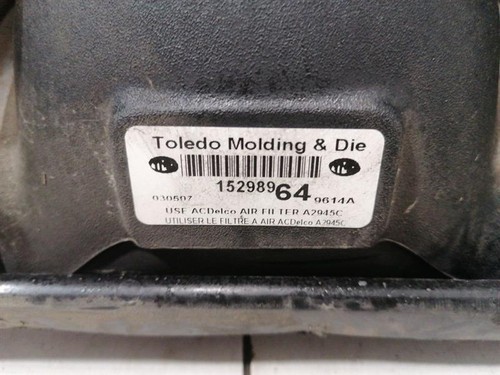 Toledo Molding & Die
15298964
030507 9614A
USE ACDelco AIR FILTER A2945C
UTILISER LE FILTRE A AIR ACDelco A2945C